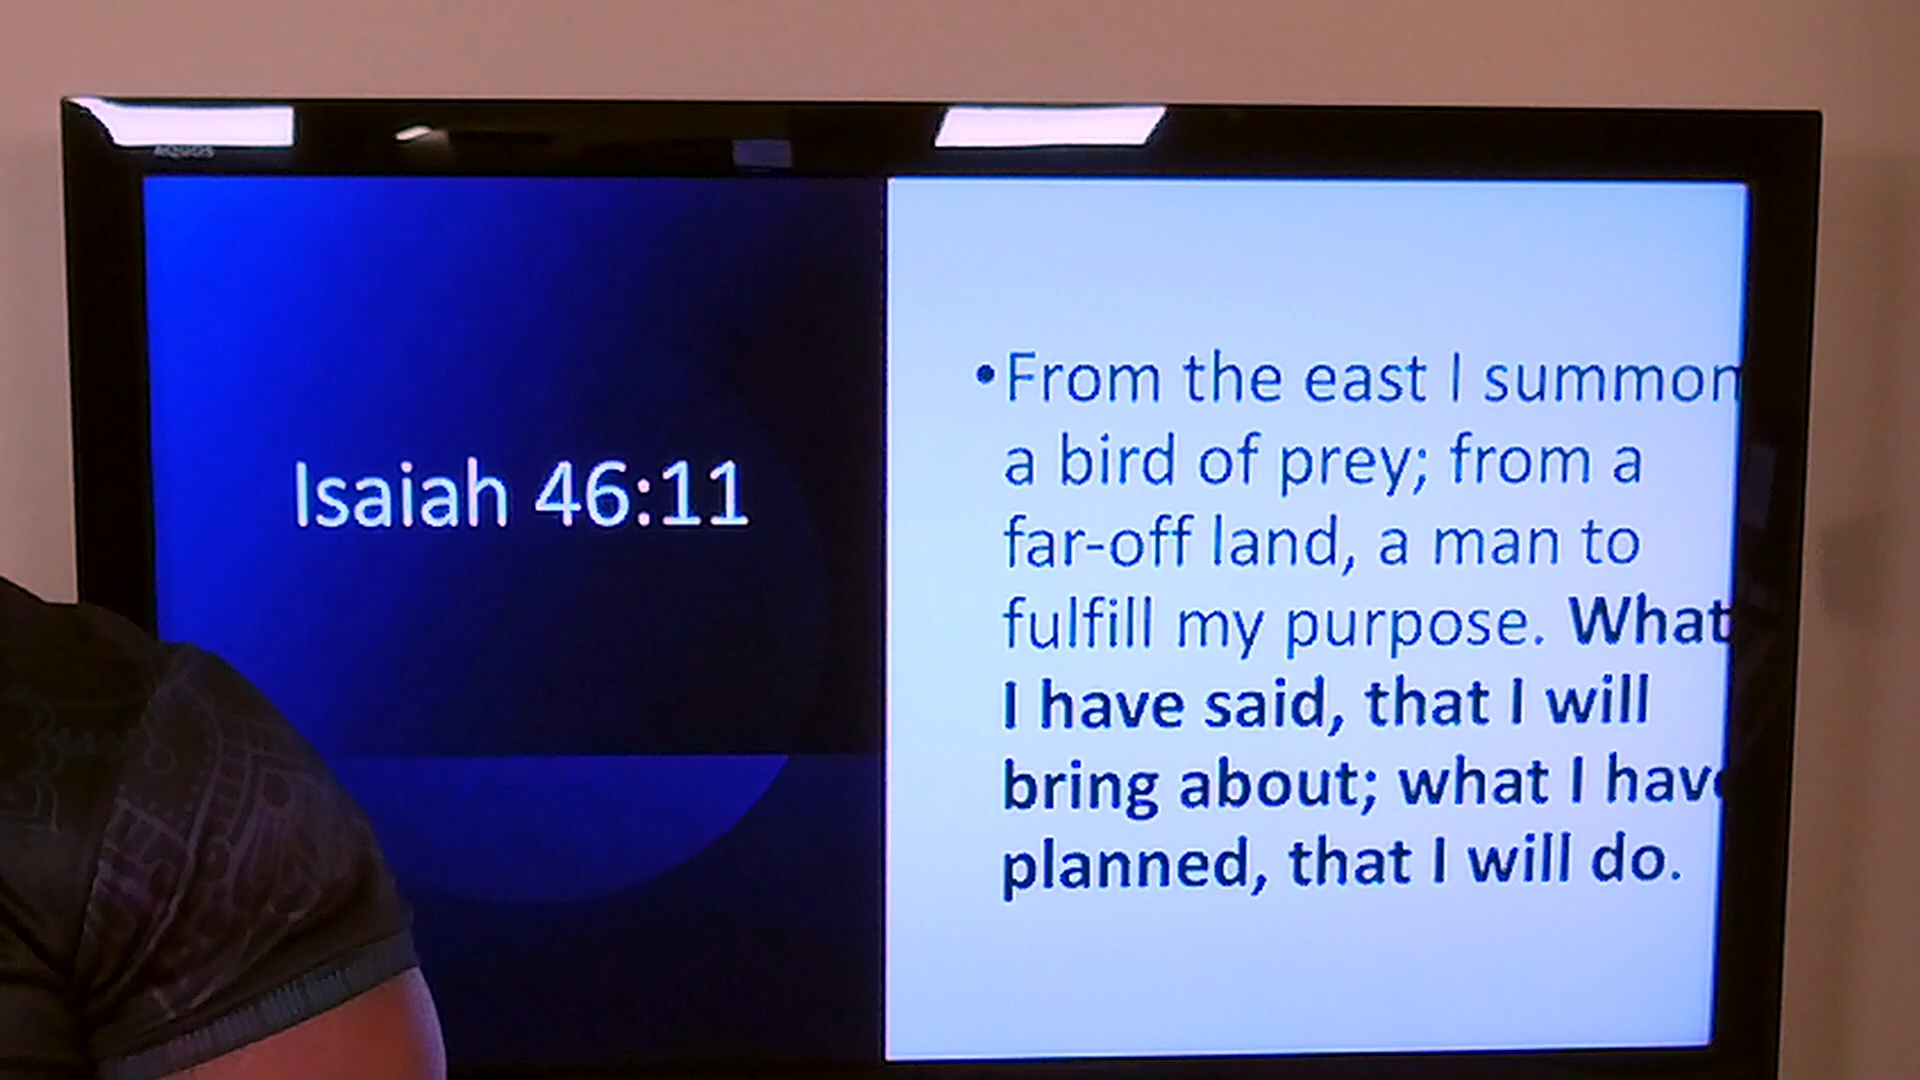 AQUOS
Isaiah 46:11
•From the east I summon
a bird of prey; from a
far-off land, a man to
fulfill my purpose. What
I have said, that I will
bring about; what I have
planned, that I will do.